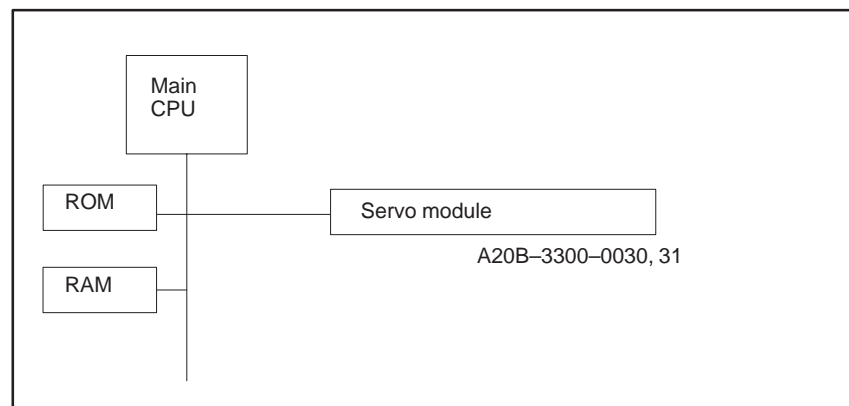 Main
CPU
ROM
Servo module
A20B–3300–0030, 31
RAM